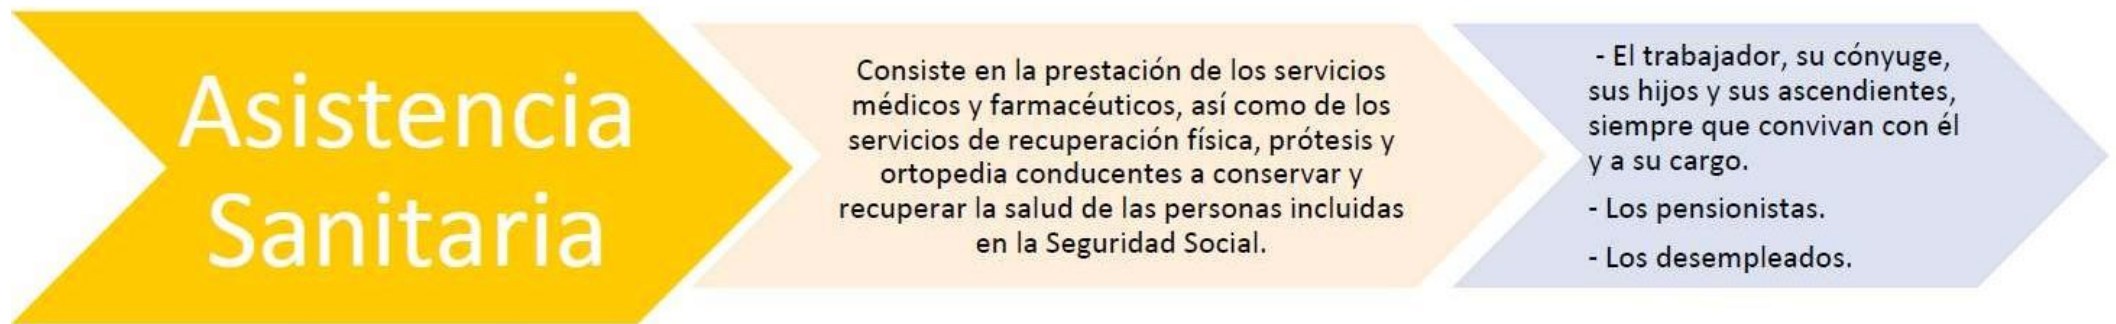 Asistencia
Sanitaria
Consiste en la prestación de los servicios
médicos y farmacéuticos, así como de los
servicios de recuperación física, prótesis y
ortopedia conducentes a conservar y
recuperar la salud de las personas incluidas
en la Seguridad Social.
- El trabajador, su cónyuge,
sus hijos y sus ascendientes,
siempre que convivan con él
y a su cargo.
- Los pensionistas.
- Los desempleados.